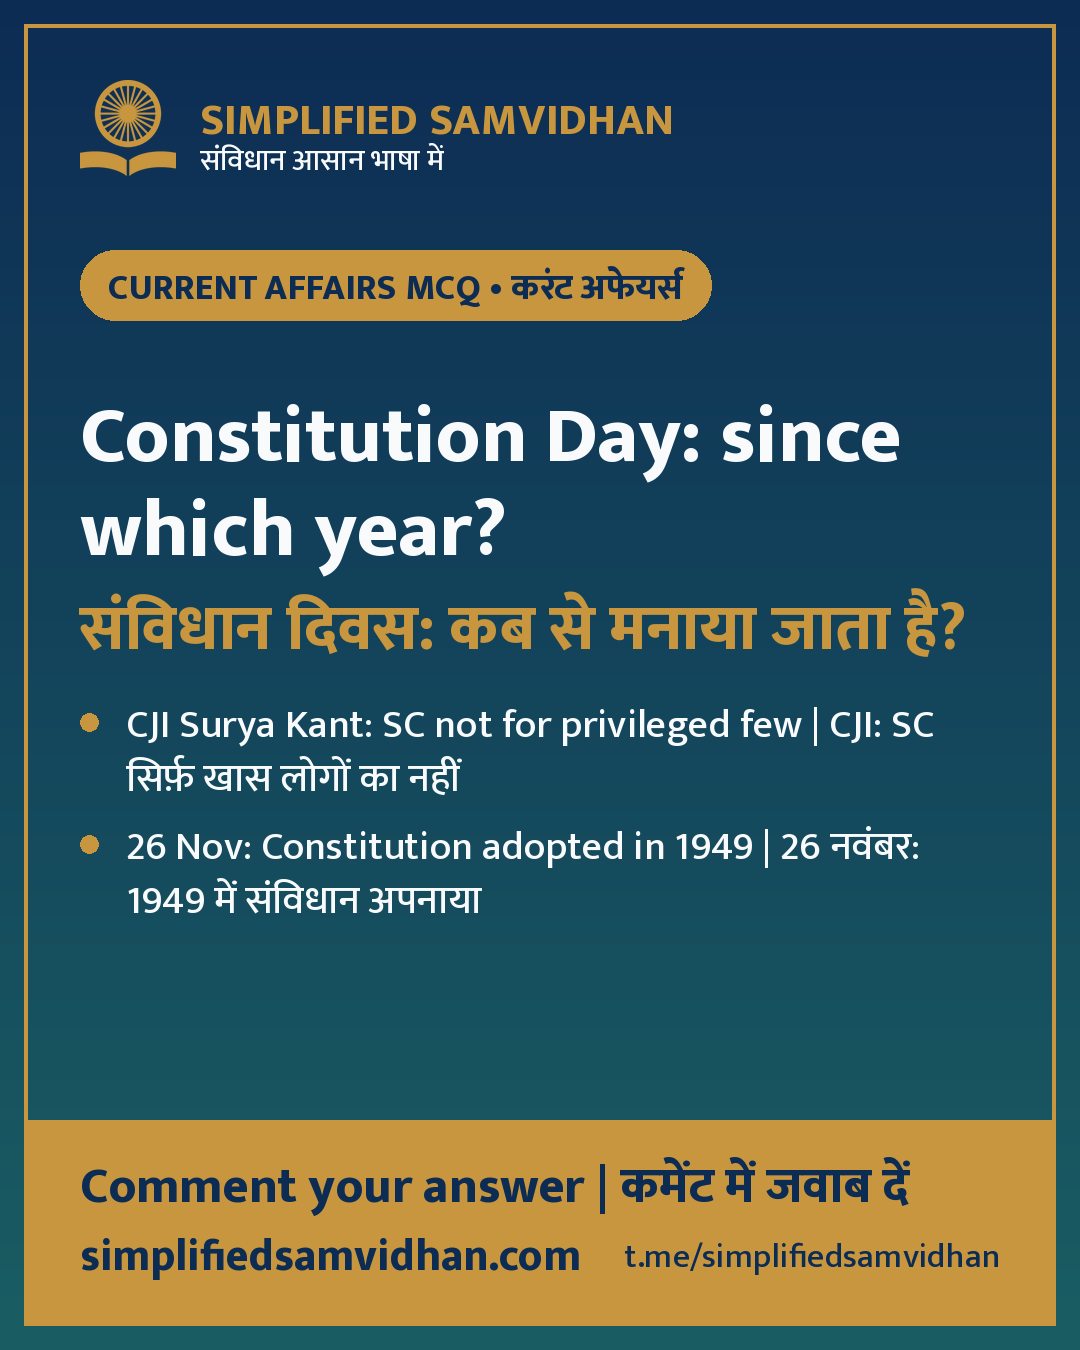 SIMPLIFIED SAMVIDHAN
संविधान आसान भाषा में
CURRENT AFFAIRS MCQ • करंट अफेयर्स
Constitution Day: since
which year?
संविधान दिवस: कब से मनाया जाता है?
CJI Surya Kant: SC not for privileged few | CJI: SC
सिर्फ़ खास लोगों का नहीं
26 Nov: Constitution adopted in 1949 | 26 नवंबर:
1949 में संविधान अपनाया
Comment your answer | कमेंट में जवाब दें
simplifiedsamvidhan.com t.me/simplifiedsamvidhan